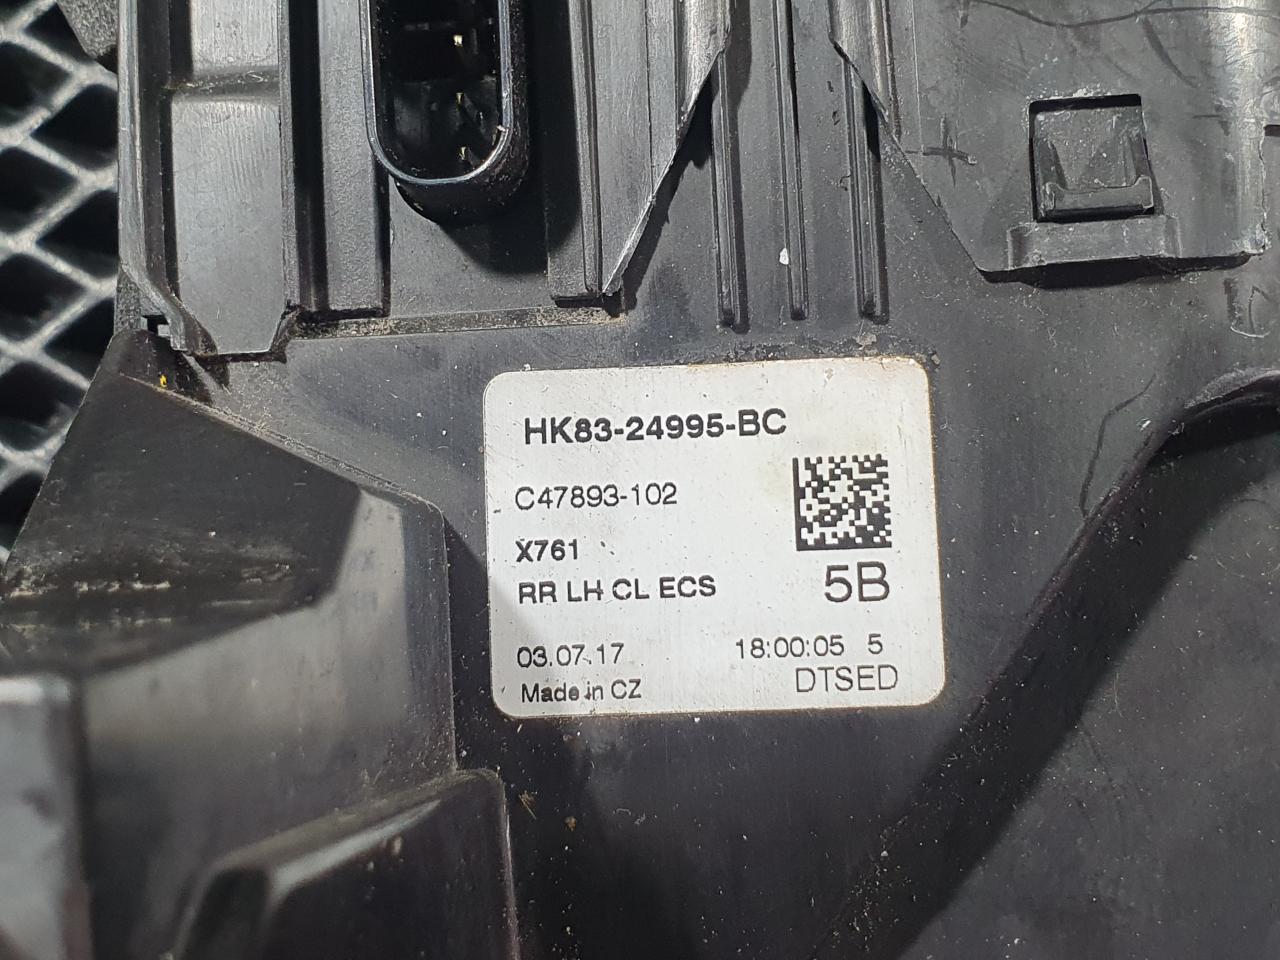 HK83-24995-BC
C47893-102
X761
RR LH CL ECS
5B
03.07.17
18:00:05 5
Made in CZ
DTSED